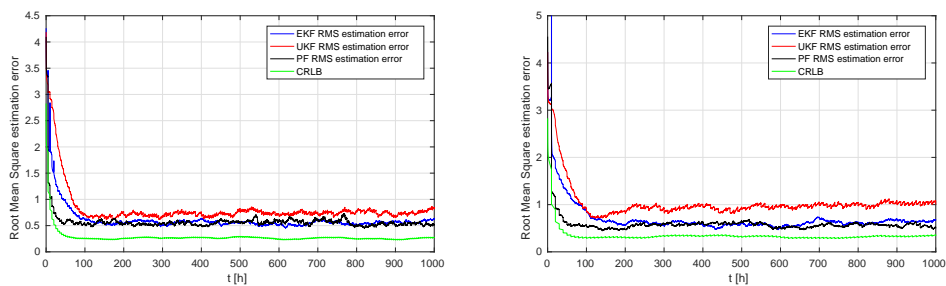 Root Mean Square estimation error
4.5
4
3.5
3
2.5
2
1.5
1
0.5
0
0 100 200 300 400 500 600 700 800 900 1000
t [h]
EKF RMS estimation error
UKF RMS estimation error
PF RMS estimation error
CRLB
Root Mean Square estimation error
5
4
3
2
1
0
0 100 200 300 400 500 600 700 800 900 1000
t [h]
EKF RMS estimation error
UKF RMS estimation error
PF RMS estimation error
CRLB